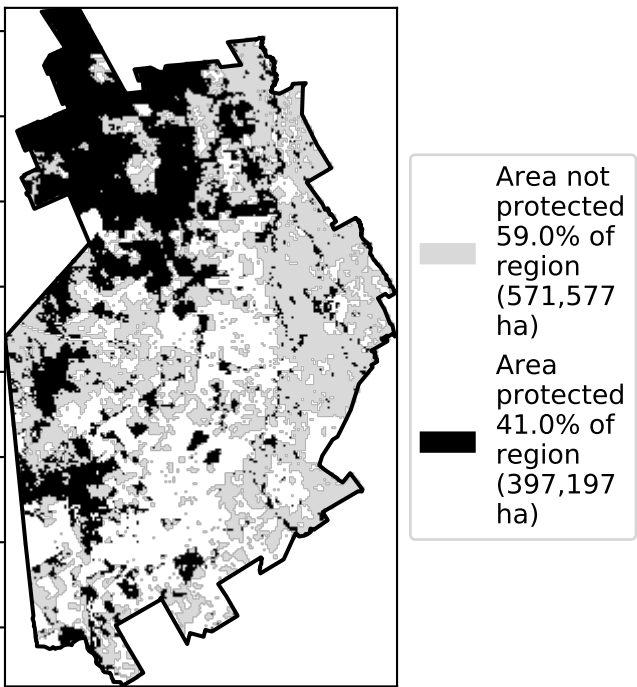 Area not
protected
59.0% of
region
(571,577
ha)
Area
protected
41.0% of
region
(397,197
ha)